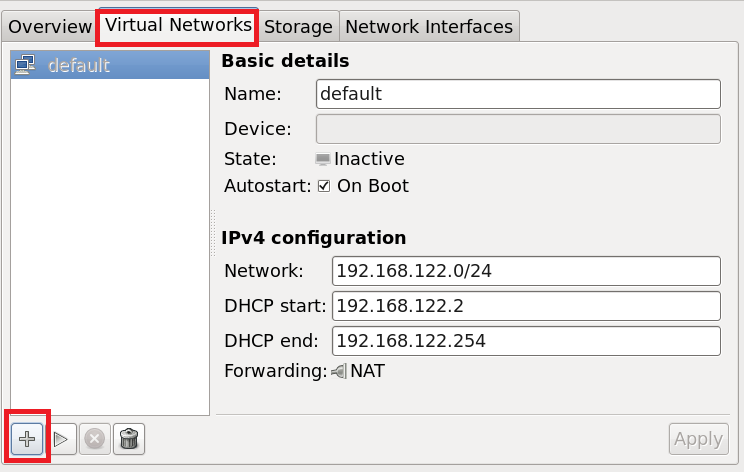 Overview Virtual Networks Storage Network Interfaces
default
Basic details
Name: default
Device:
State: Inactive
Autostart: On Boot
IPv4 configuration
Network: 192.168.122.0/24
DHCP start: 192.168.122.2
DHCP end: 192.168.122.254
Forwarding: NAT
Apply